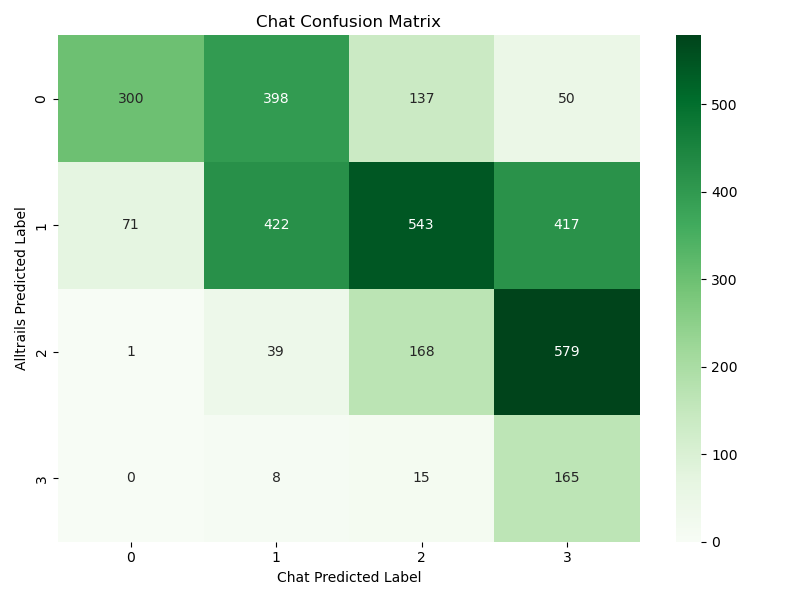 Chat Confusion Matrix
0 300 398 137 50
1 71 422 543 417
2 1 39 168 579
3 0 8 15 165
0 1 2 3
Chat Predicted Label
Alltrails Predicted Label
500
400
300
200
100
0